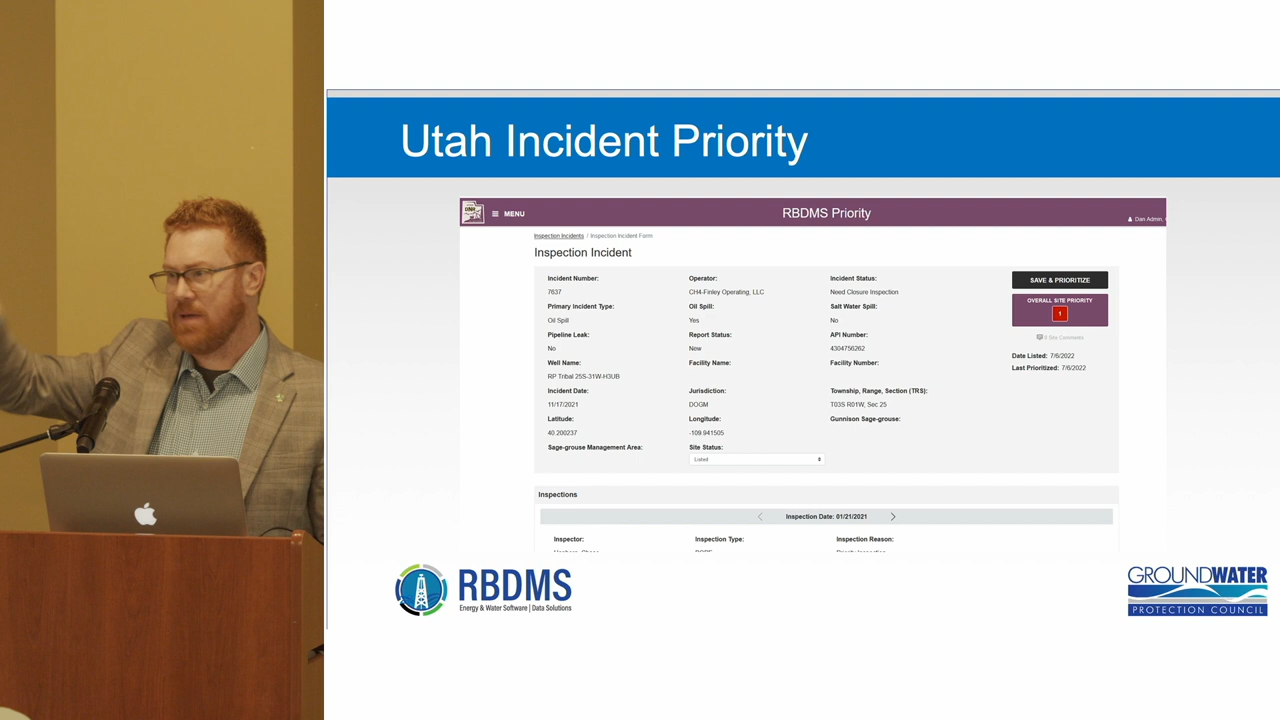 Utah Incident Priority
MENU
RBDMS Priority
Dan Admin,
Inspection Incidents / Inspection Incident Form
Inspection Incident
Incident Number:
Operator:
Incident Status:
SAVE & PRIORITIZE
7637
CH4-Finley Operating, LLC
Need Closure Inspection
Primary Incident Type:
Oil Spill:
Salt Water Spill:
OVERALL SITE PRIORITY
1
Oil Spill
Yes
No
Pipeline Leak:
Report Status:
API Number:
0 Site Comments
No
New
4304756262
Date Listed: 7/6/2022
Well Name:
Facility Name:
Facility Number:
Last Prioritized: 7/6/2022
RP Tribal 25S-31W-H3UB
Incident Date:
Jurisdiction:
Township, Range, Section (TRS):
11/17/2021
DOGM
T03S R01W, Sec 25
Latitude:
Longitude:
Gunnison Sage-grouse:
40.200237
-109.941505
Sage-grouse Management Area:
Site Status:
Listed
Inspections
Inspection Date: 01/21/2021
Inspector:
Inspection Type:
Inspection Reason:
RBDMS
Energy & Water Software | Data Solutions
GROUNDWATER
PROTECTION COUNCIL